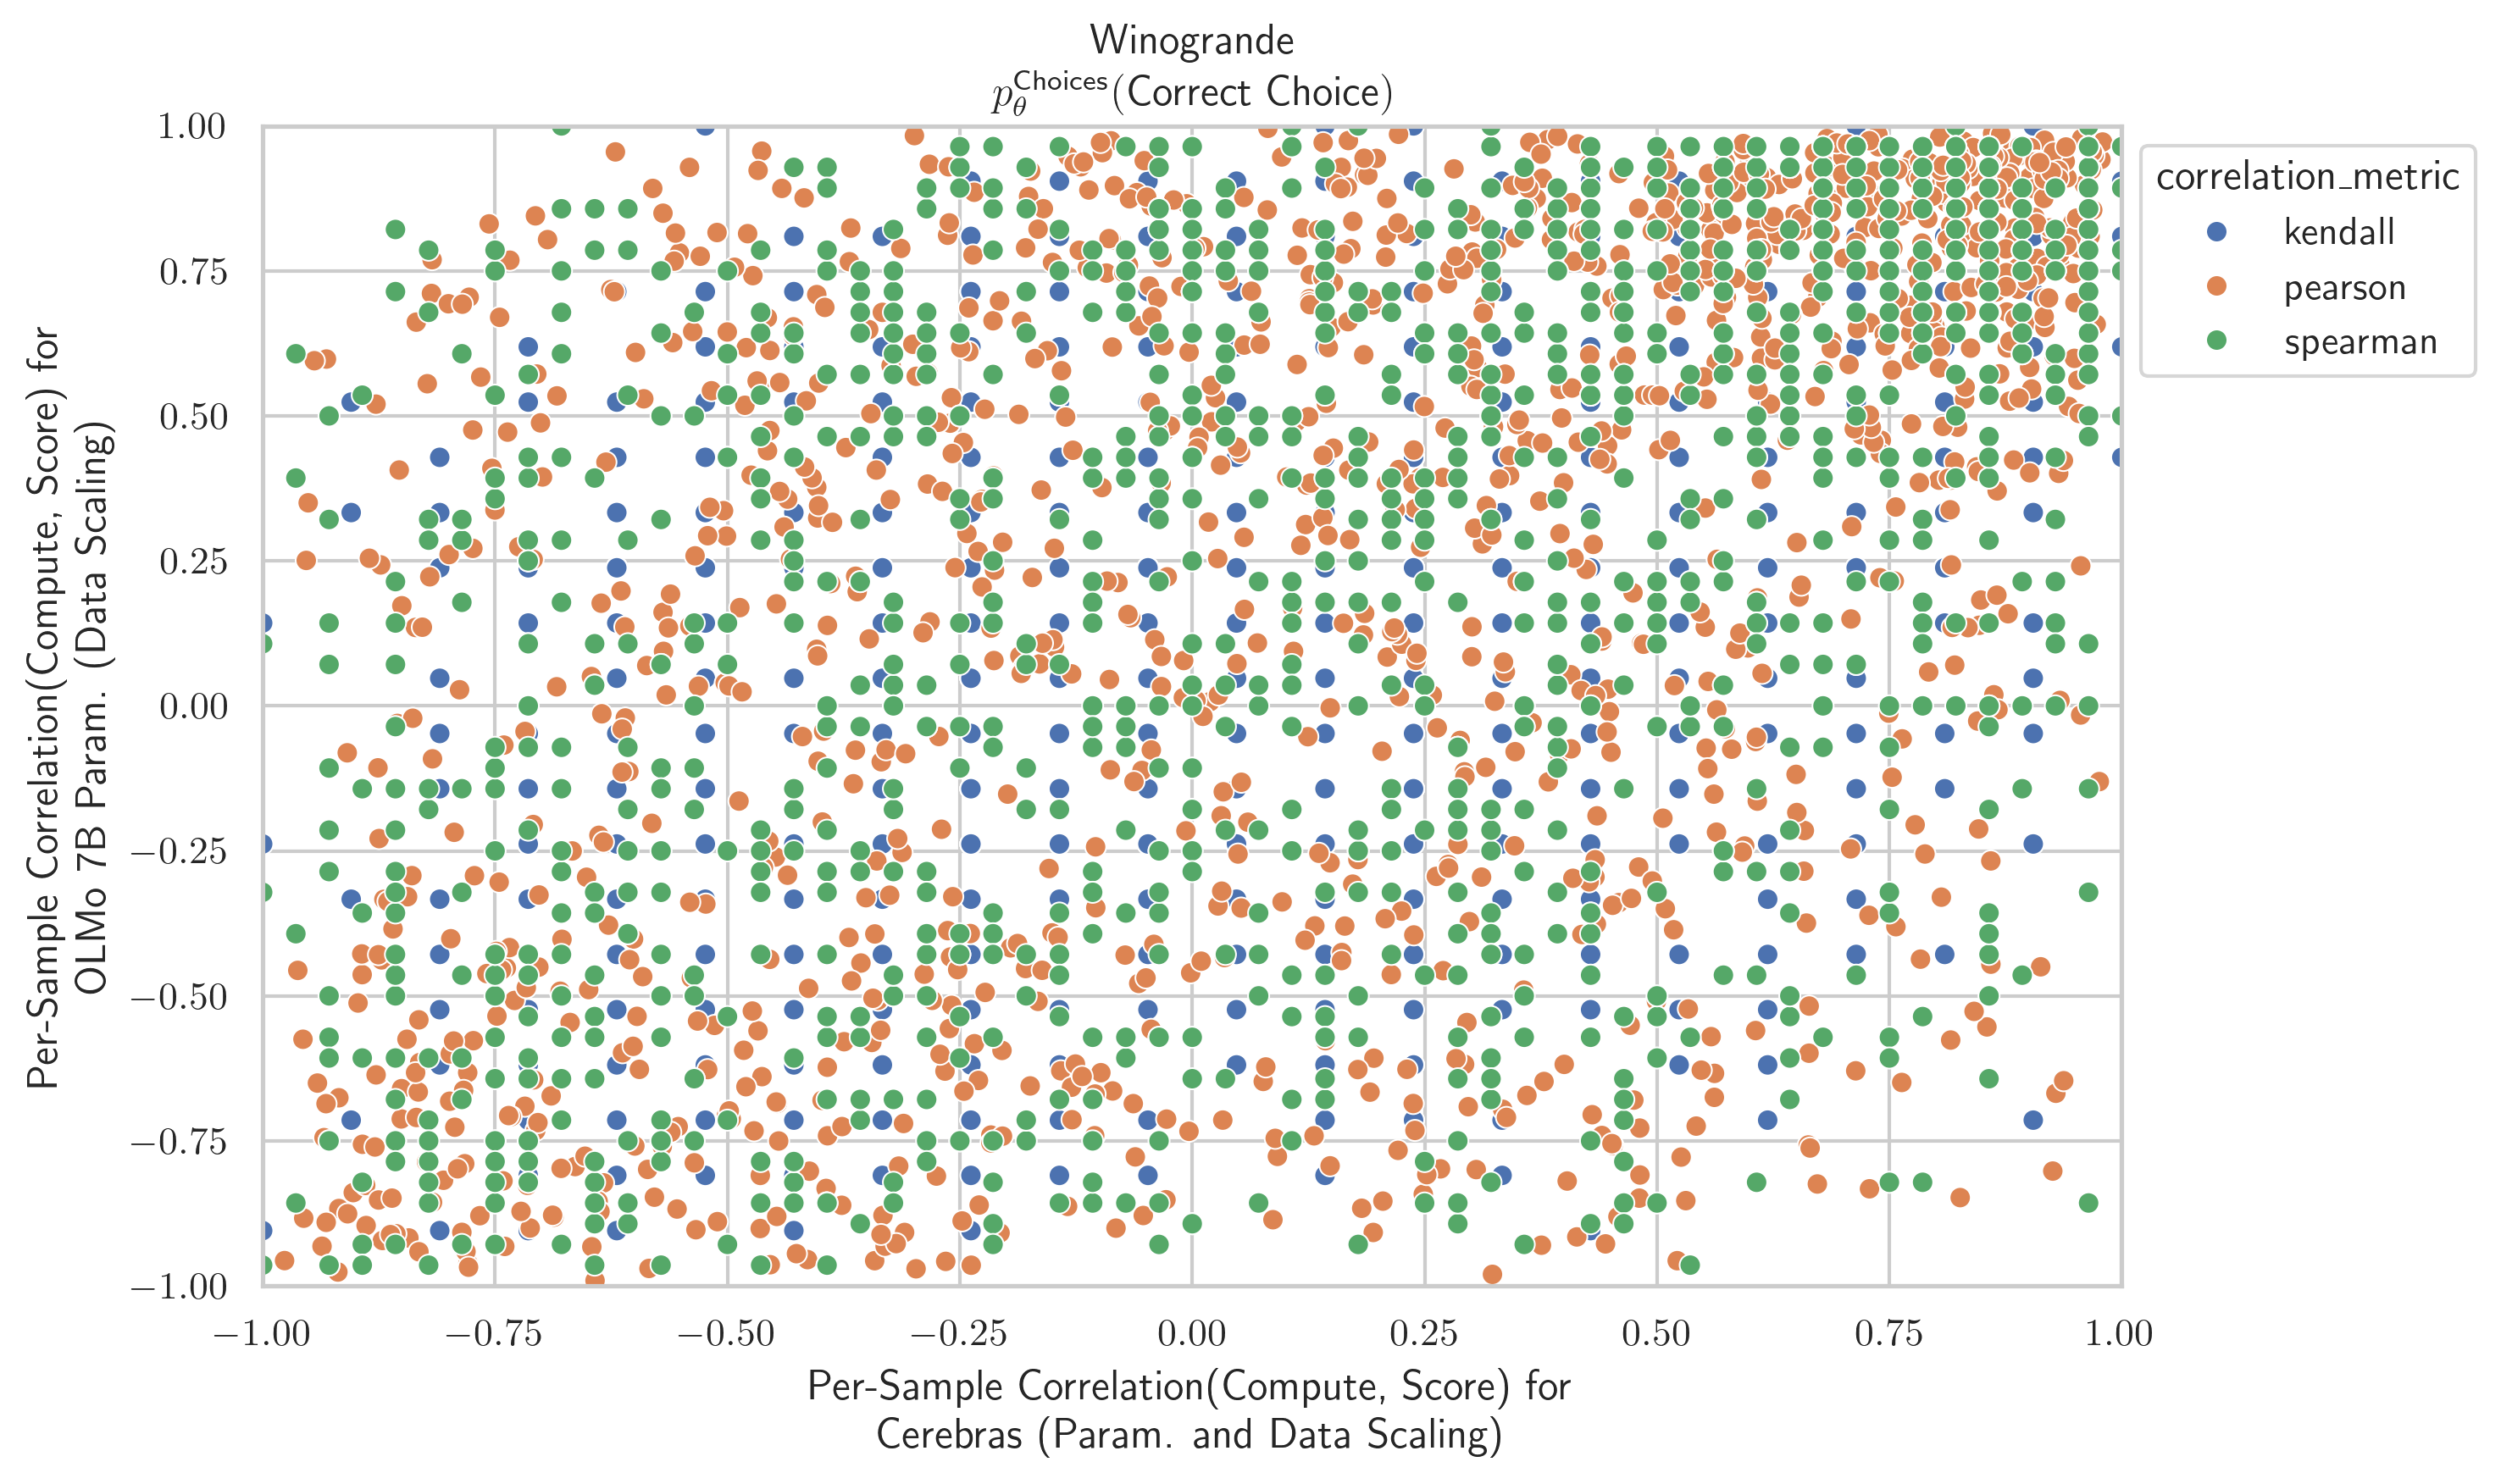 Winogrande
p_θ^Choices(Correct Choice)
1.00
0.75
0.50
0.25
0.00
−0.25
−0.50
−0.75
−1.00
Per-Sample Correlation(Compute, Score) for
OLMo 7B Param. (Data Scaling)
−1.00 −0.75 −0.50 −0.25 0.00 0.25 0.50 0.75 1.00
Per-Sample Correlation(Compute, Score) for
Cerebras (Param. and Data Scaling)
correlation_metric
kendall
pearson
spearman